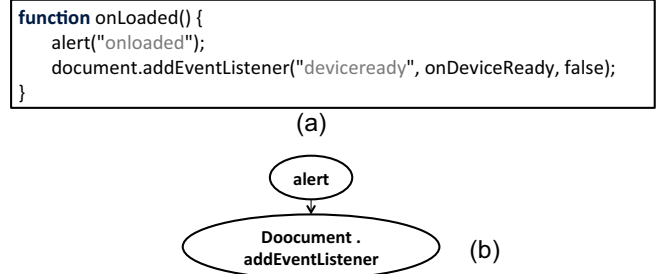 function onLoaded() {
alert("onloaded");
document.addEventListener("deviceready", onDeviceReady, false);
}
(a)
alert
Doocument .
addEventListener
(b)